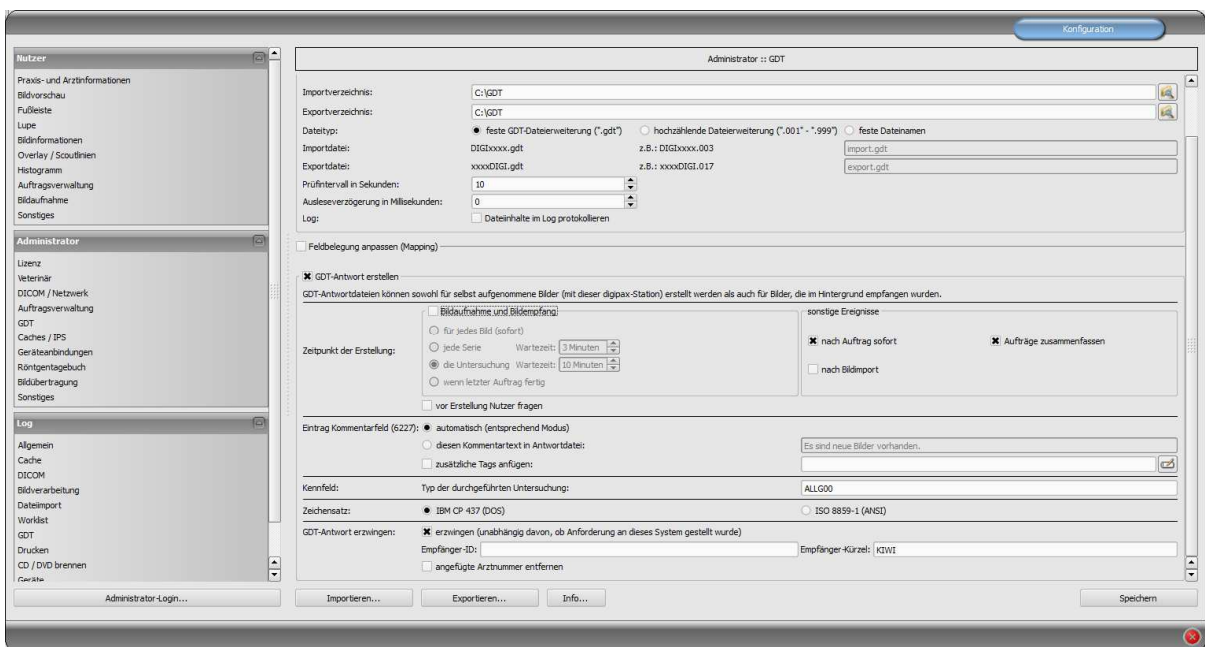 Konfiguration
Nutzer
Praxis- und Arztinformationen
Bildvorschau
Fußleiste
Lupe
Bildinformationen
Overlay / Scoutlinien
Histogramm
Auftragsverwaltung
Bildaufnahme
Sonstiges
Administrator
Lizenz
Veterinär
DICOM / Netzwerk
Auftragsverwaltung
GDT
Caches / IPS
Geräteanbindungen
Röntgentagebuch
Bildübertragung
Sonstiges
Log
Allgemein
Cache
DICOM
Bildverarbeitung
Dateiimport
Worklist
GDT
Drucken
CD / DVD brennen
Geräte
Administrator-Login...
Administrator :: GDT
Importverzeichnis: C:\GDT
Exportverzeichnis: C:\GDT
Dateityp: feste GDT-Dateierweiterung (".gdt") hochzählende Dateierweiterung (".001" - ".999") feste Dateinamen
Importdatei: DIGIxxxx.gdt z.B.: DIGIxxxx.003 import.gdt
Exportdatei: xxxxDIGI.gdt z.B.: xxxxDIGI.017 export.gdt
Prüfintervall in Sekunden: 10
Ausleseverzögerung in Millisekunden: 0
Log: Dateiinhalte im Log protokollieren
Feldbelegung anpassen (Mapping)
GDT-Antwort erstellen
GDT-Antwortdateien können sowohl für selbst aufgenommene Bilder (mit dieser digipax-Station) erstellt werden als auch für Bilder, die im Hintergrund empfangen wurden.
Zeitpunkt der Erstellung:
Bildaufnahme und Bildempfang
für jedes Bild (sofort)
jede Serie Wartezeit: 3 Minuten
die Untersuchung Wartezeit: 10 Minuten
wenn letzter Auftrag fertig
sonstige Ereignisse
nach Auftrag sofort Aufträge zusammenfassen
nach Bildimport
vor Erstellung Nutzer fragen
Eintrag Kommentarfeld (6227): automatisch (entsprechend Modus)
diesen Kommentartext in Antwortdatei: Es sind neue Bilder vorhanden.
zusätzliche Tags anfügen:
Kennfeld: Typ der durchgeführten Untersuchung: ALLG00
Zeichensatz: IBM CP 437 (DOS) ISO 8859-1 (ANSI)
GDT-Antwort erzwingen: erzwingen (unabhängig davon, ob Anforderung an dieses System gestellt wurde)
Empfänger-ID: Empfänger-Kürzel: KIWI
angefügte Arztnummer entfernen
Importieren... Exportieren... Info... Speichern